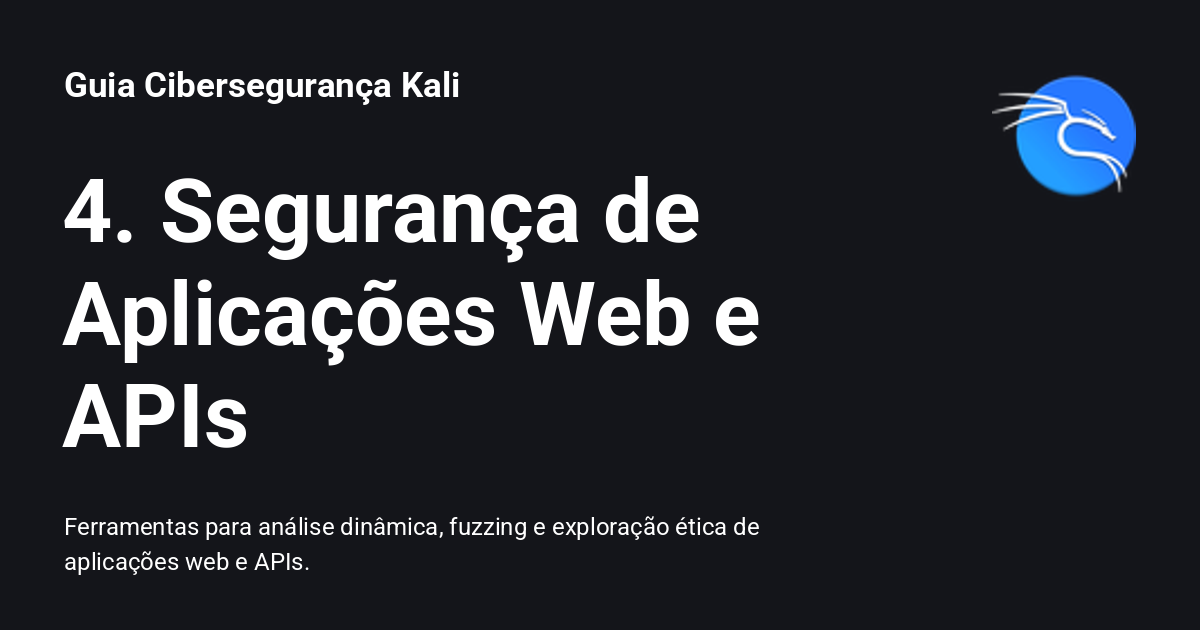 Guia Cibersegurança Kali
4. Segurança de
Aplicações Web e
APIs
Ferramentas para análise dinâmica, fuzzing e exploração ética de
aplicações web e APIs.